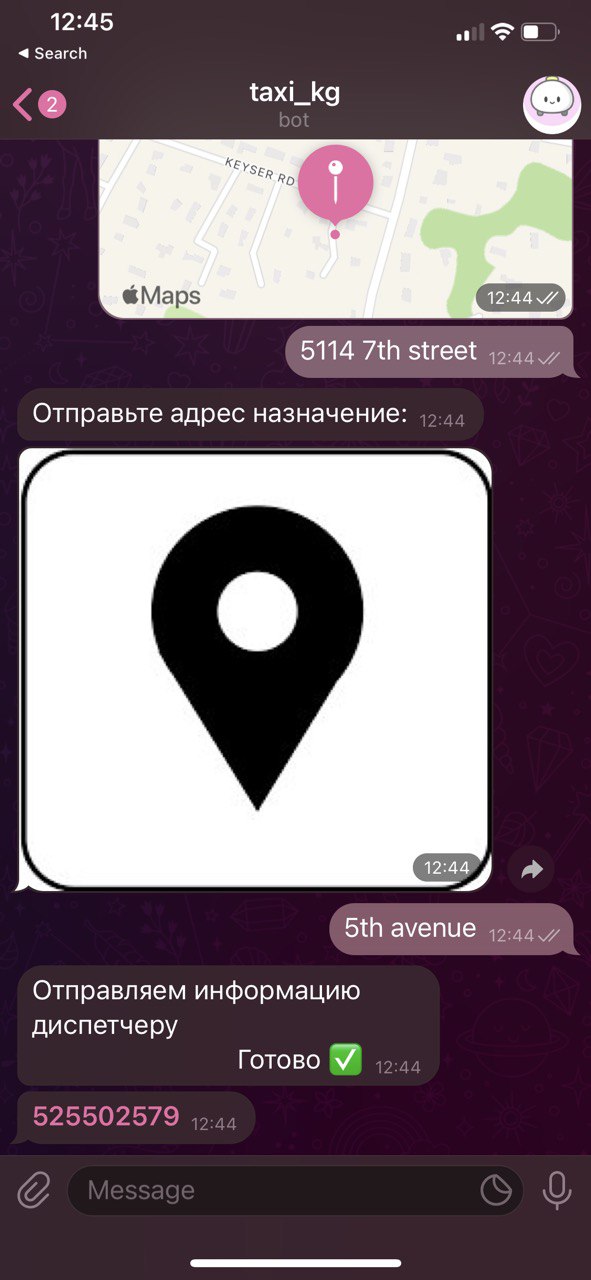 12:45
◀ Search
2
taxi_kg
bot
KEYSER RD
Maps
12:44
5114 7th street 12:44
Отправьте адрес назначение: 12:44
12:44
5th avenue 12:44
Отправляем информацию
диспетчеру
Готово ✅ 12:44
525502579 12:44
Message